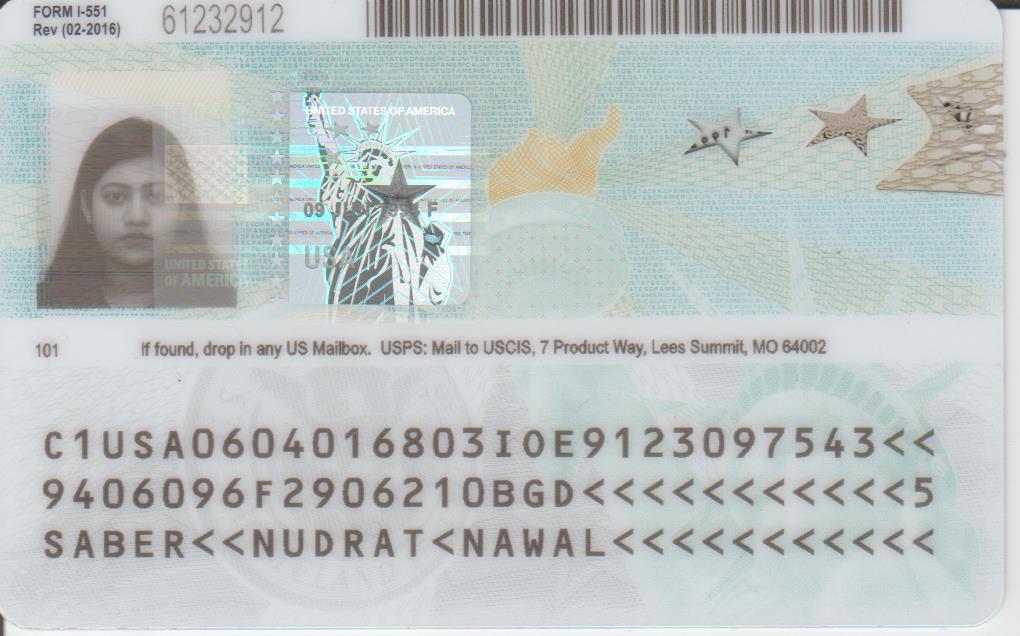 FORM I-551
Rev (02-2016)
61232912
UNITED STATES OF AMERICA
USA
UNITED STATES
OF AMERICA
101 If found, drop in any US Mailbox. USPS: Mail to USCIS, 7 Product Way, Lees Summit, MO 64002
C1USA0604016803IOE9123097543<<
9406096F2906210BGD<<<<<<<<<<<5
SABER<<NUDRAT<NAWAL<<<<<<<<<<<